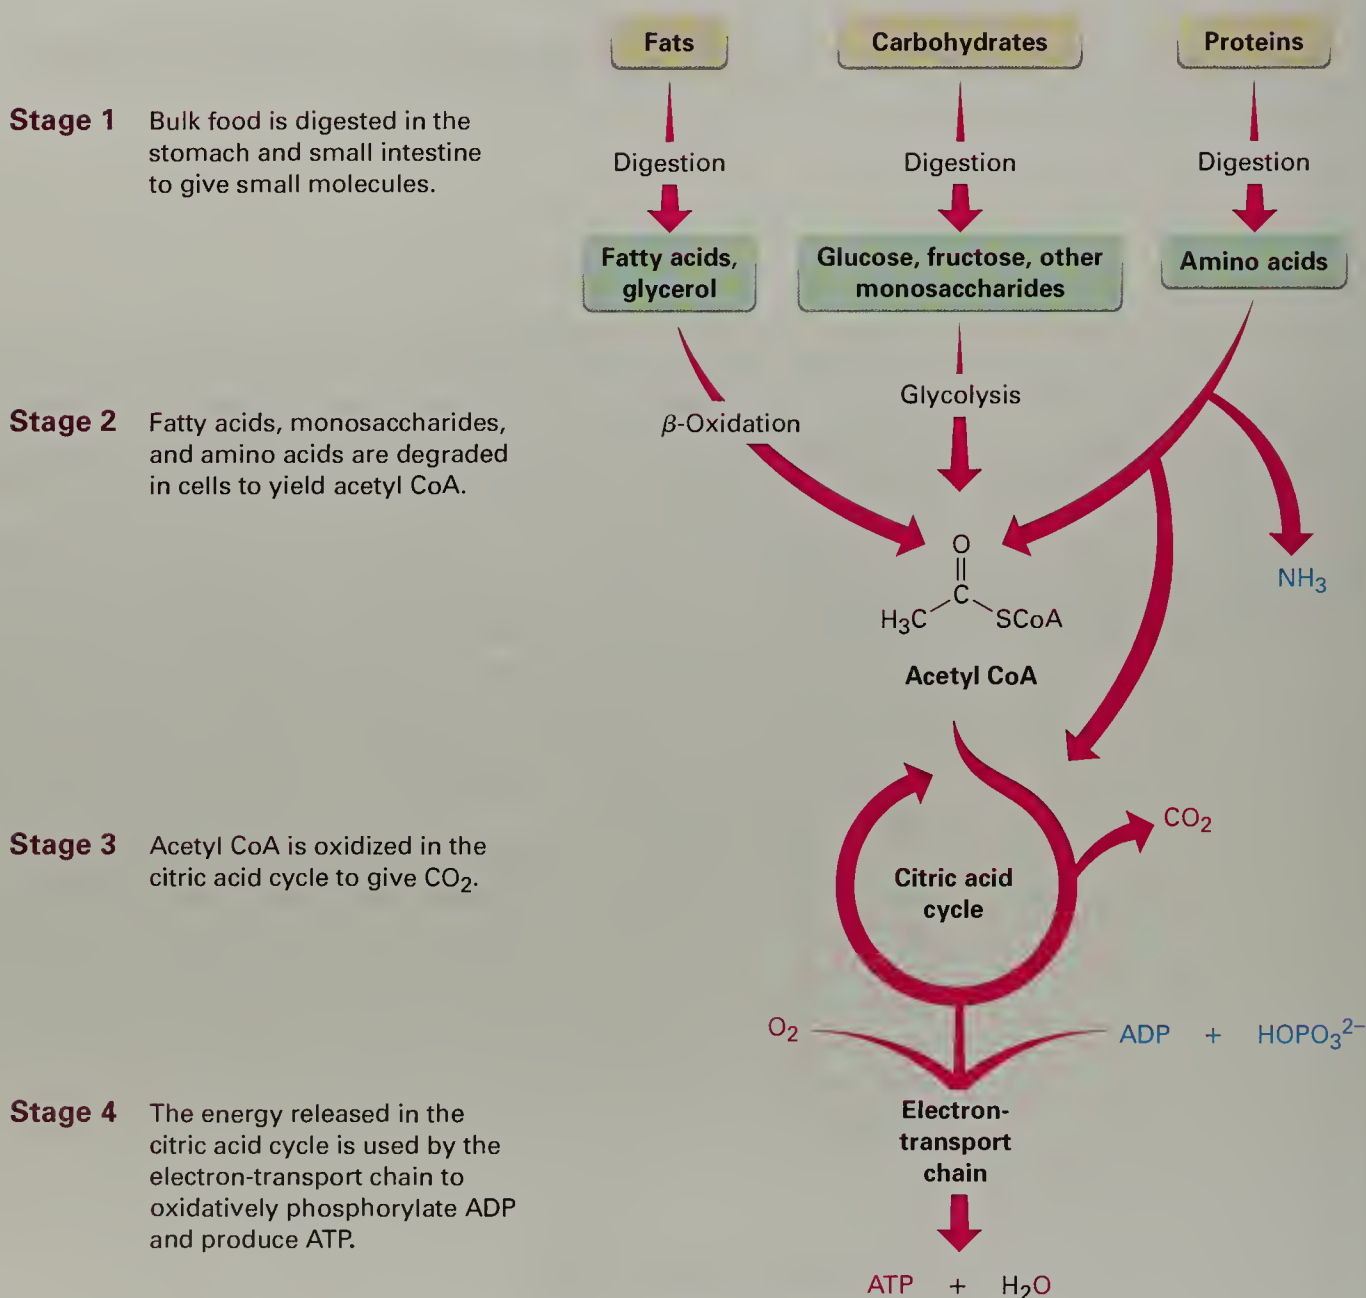 Fats
Carbohydrates
Proteins
Stage 1
Bulk food is digested in the
stomach and small intestine
to give small molecules.
Digestion
Digestion
Digestion
Fatty acids,
glycerol
Glucose, fructose, other
monosaccharides
Amino acids
Stage 2
Fatty acids, monosaccharides,
and amino acids are degraded
in cells to yield acetyl CoA.
β-Oxidation
Glycolysis
NH₃
O
C
H₃C
SCoA
Acetyl CoA
Stage 3
Acetyl CoA is oxidized in the
citric acid cycle to give CO₂.
CO₂
Citric acid
cycle
O₂
ADP + HOPO₃²⁻
Stage 4
The energy released in the
citric acid cycle is used by the
electron-transport chain to
oxidatively phosphorylate ADP
and produce ATP.
Electron-
transport
chain
ATP + H₂O